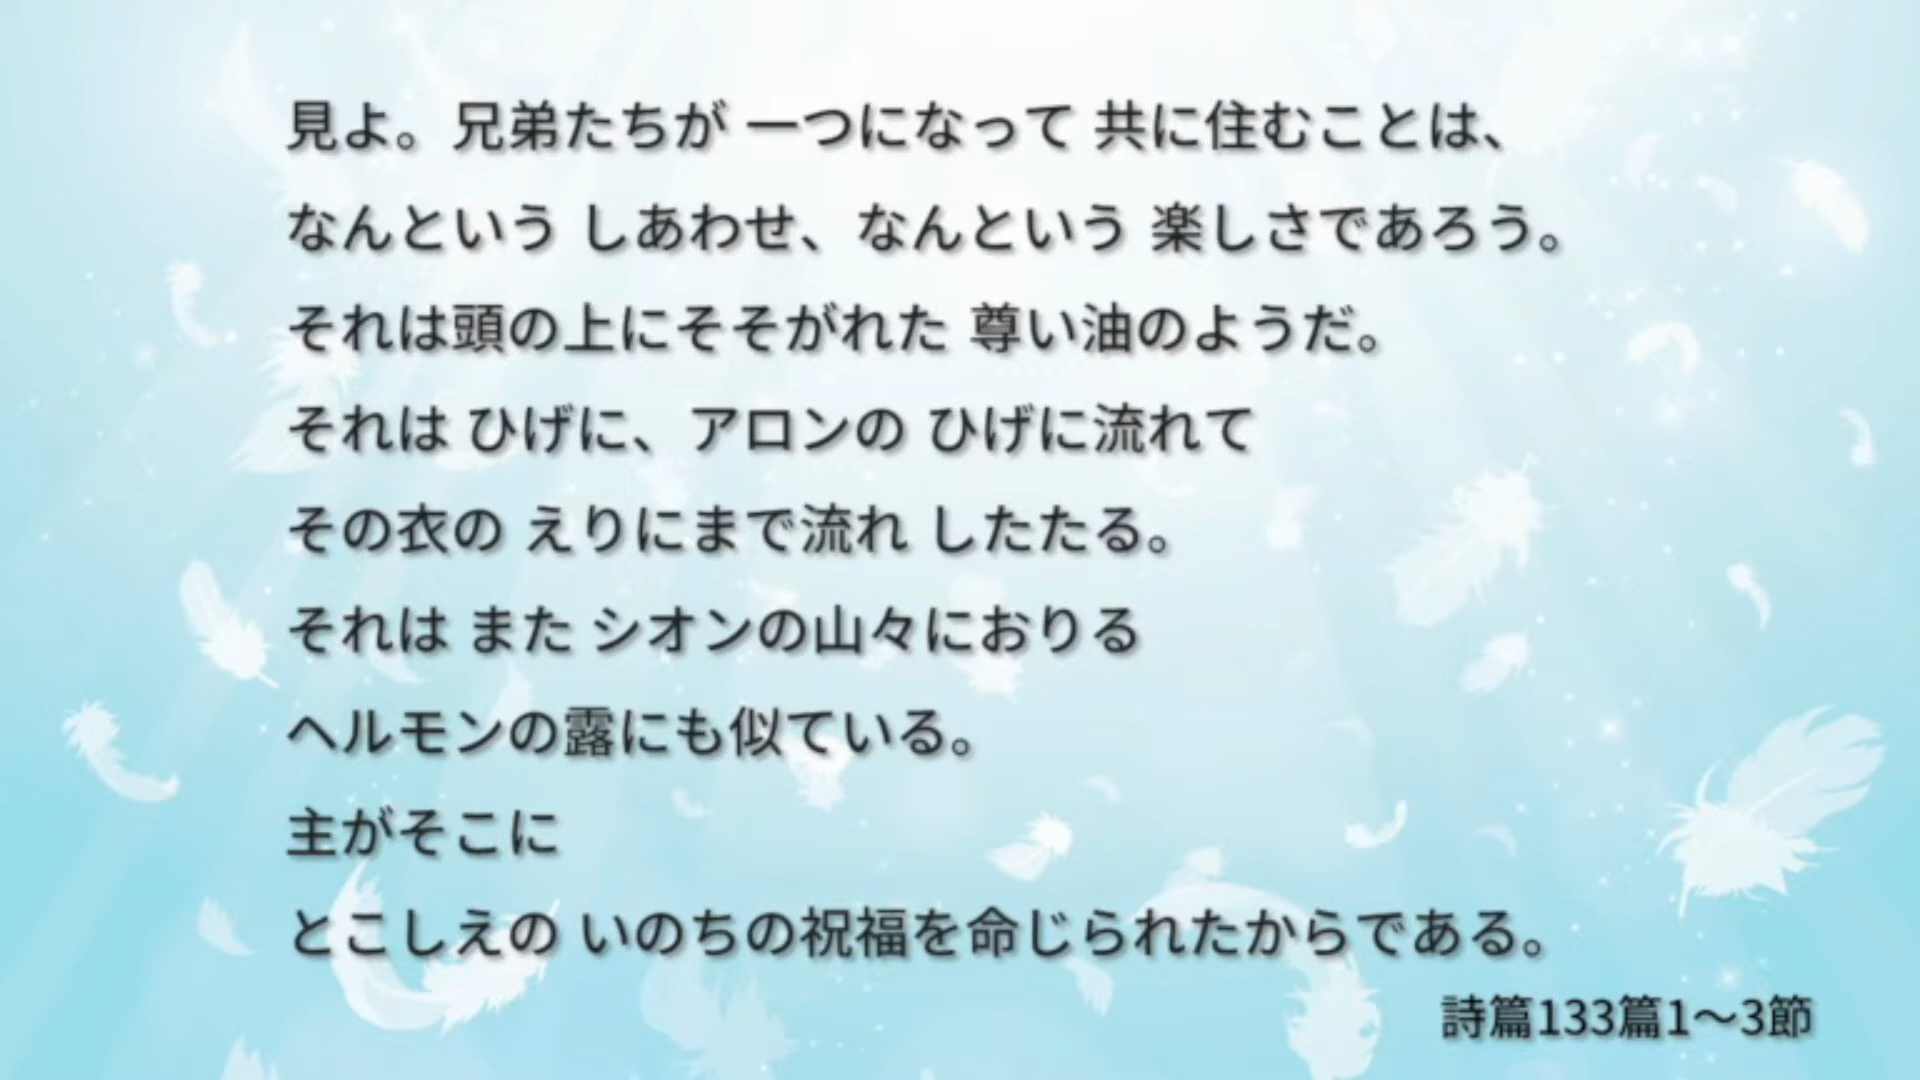 見よ。兄弟たちが 一つになって 共に住むことは、
なんという しあわせ、なんという 楽しさであろう。
それは頭の上にそそがれた 尊い油のようだ。
それは ひげに、アロンの ひげに流れて
その衣の えりにまで流れ したたる。
それは また シオンの山々におりる
ヘルモンの露にも似ている。
主がそこに
とこしえの いのちの祝福を命じられたからである。
詩篇133篇1～3節